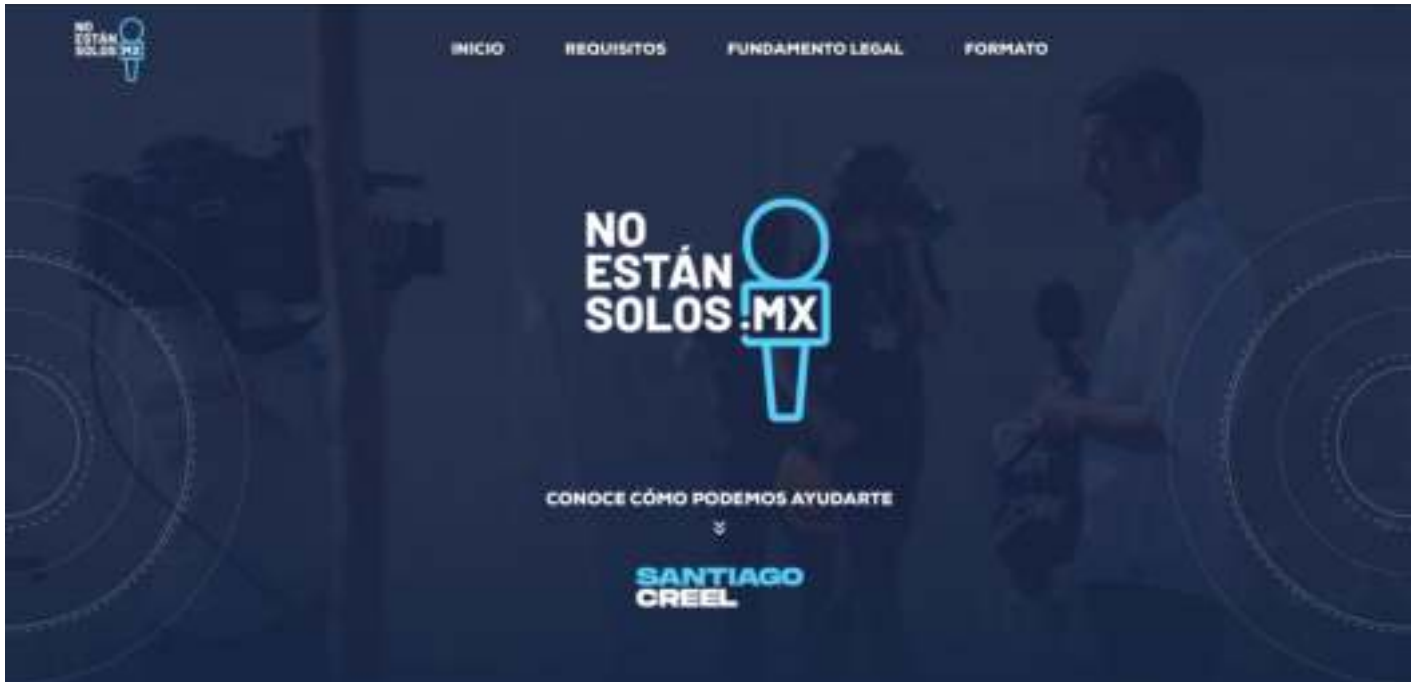 NO
ESTÁN
SOLOS.MX
INICIO REQUISITOS FUNDAMENTO LEGAL FORMATO
NO
ESTÁN
SOLOS.MX
CONOCE CÓMO PODEMOS AYUDARTE
SANTIAGO
CREEL